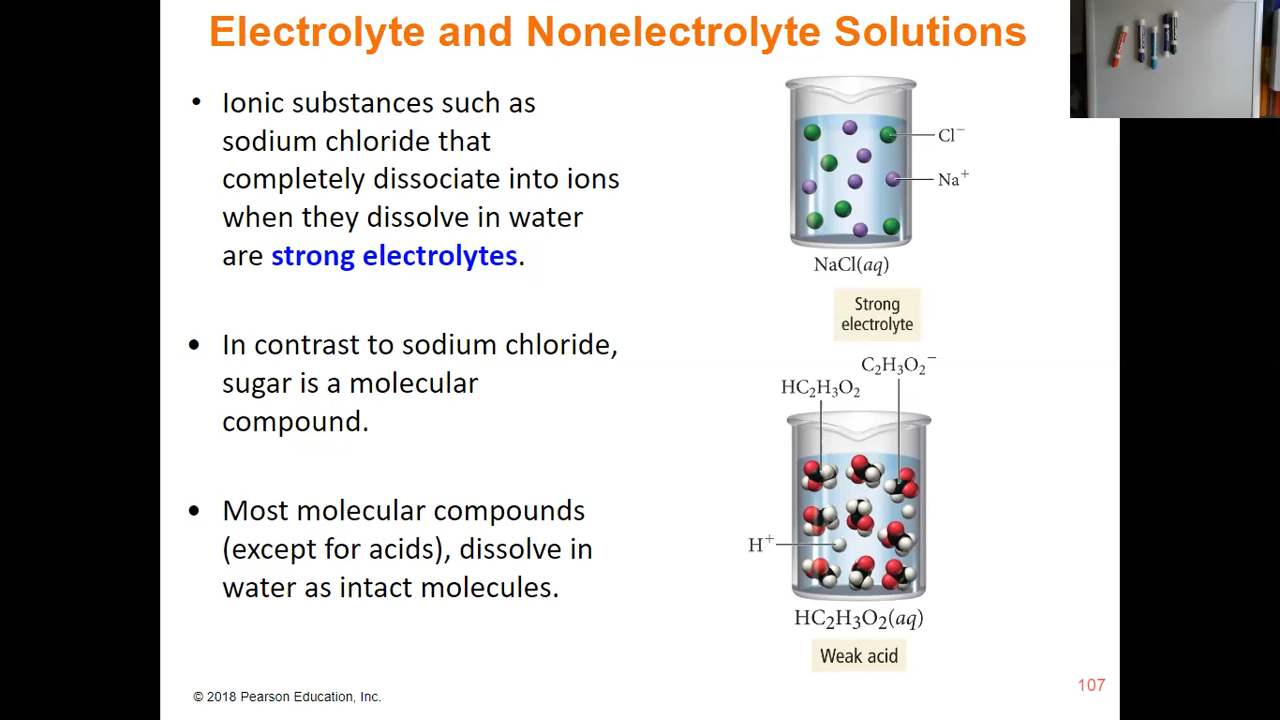 Electrolyte and Nonelectrolyte Solutions
• Ionic substances such as
sodium chloride that
completely dissociate into ions
when they dissolve in water
are strong electrolytes.
• In contrast to sodium chloride,
sugar is a molecular
compound.
• Most molecular compounds
(except for acids), dissolve in
water as intact molecules.
Cl⁻
Na⁺
NaCl(aq)
Strong
electrolyte
C₂H₃O₂⁻
HC₂H₃O₂
H⁺
HC₂H₃O₂(aq)
Weak acid
© 2018 Pearson Education, Inc.
107